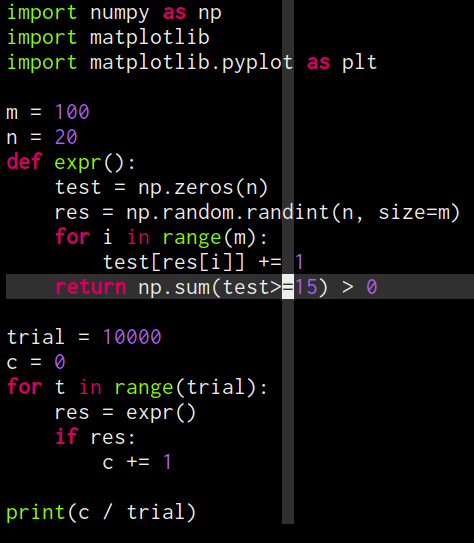 import numpy as np
import matplotlib
import matplotlib.pyplot as plt
m = 100
n = 20
def expr():
    test = np.zeros(n)
    res = np.random.randint(n, size=m)
    for i in range(m):
        test[res[i]] += 1
    return np.sum(test>=15) > 0
trial = 10000
c = 0
for t in range(trial):
    res = expr()
    if res:
        c += 1
print(c / trial)